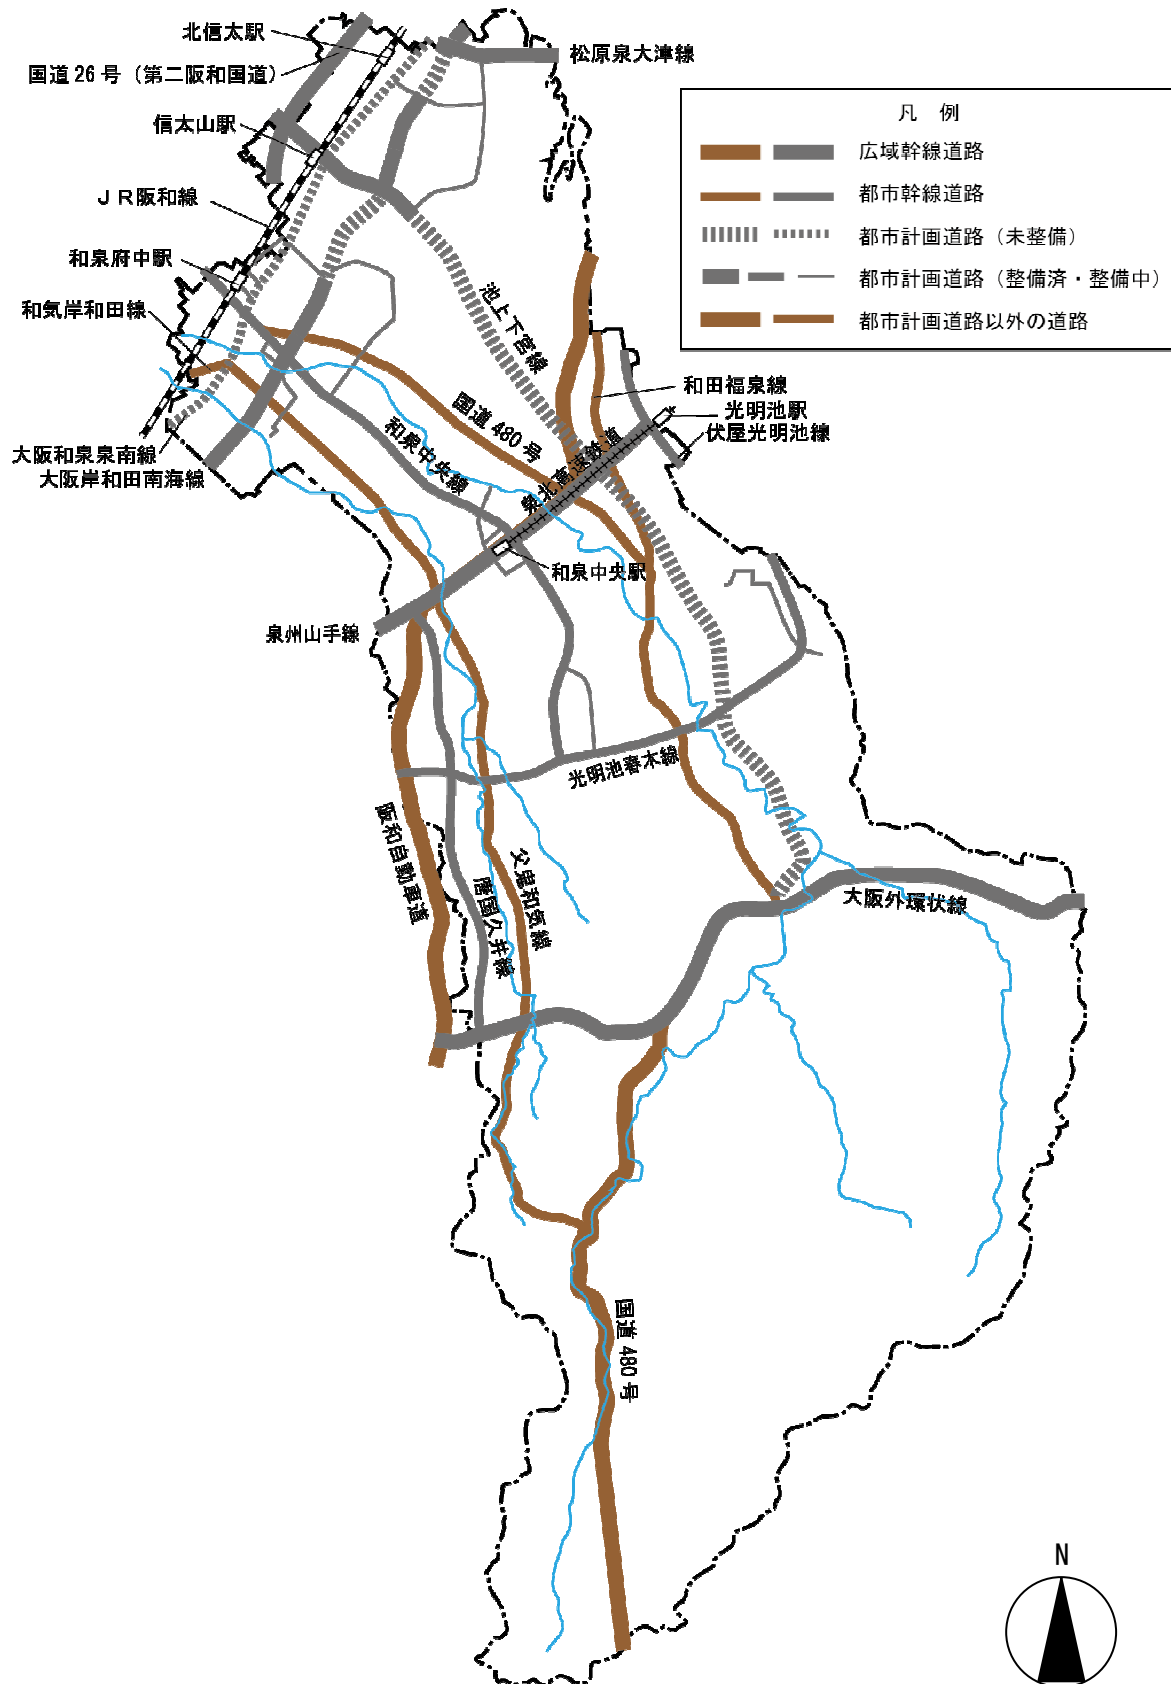 北信太駅
松原泉大津線
国道26号（第二阪和国道）
信太山駅
ＪＲ阪和線
和泉府中駅
和気岸和田線
凡 例
広域幹線道路
都市幹線道路
都市計画道路（未整備）
都市計画道路（整備済・整備中）
都市計画道路以外の道路
池上下宮線
和田福泉線
光明池駅
伏屋光明池線
国道480号
和泉中央線
泉北高速鉄道
大阪和泉泉南線
大阪岸和田南海線
和泉中央駅
泉州山手線
光明池春木線
阪和自動車道
唐国久井線
父鬼和気線
大阪外環状線
国道480号
N